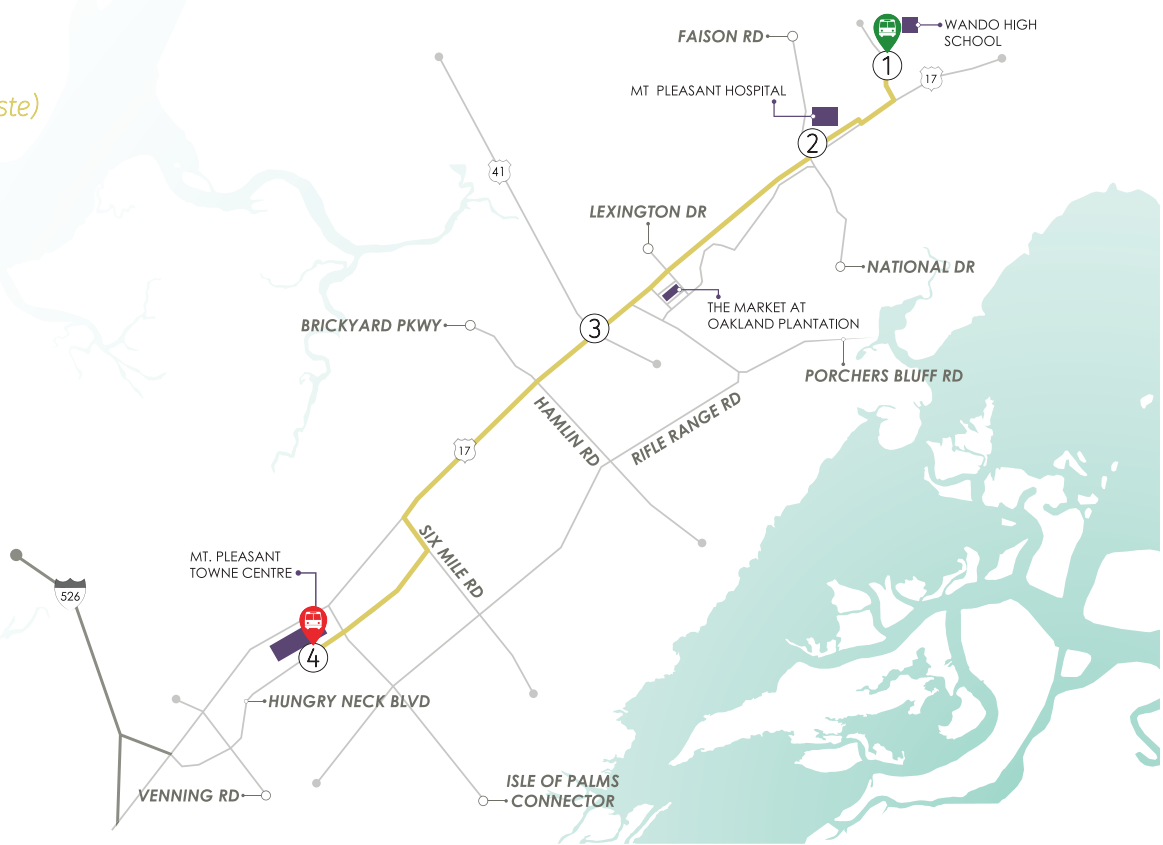 WANDO HIGH
SCHOOL
FAISON RD
1
17
ste)
MT PLEASANT HOSPITAL
2
41
LEXINGTON DR
NATIONAL DR
THE MARKET AT
OAKLAND PLANTATION
BRICKYARD PKWY
3
PORCHERS BLUFF RD
HAMLIN RD
RIFLE RANGE RD
17
SIX MILE RD
MT. PLEASANT
TOWNE CENTRE
526
4
HUNGRY NECK BLVD
ISLE OF PALMS
CONNECTOR
VENNING RD